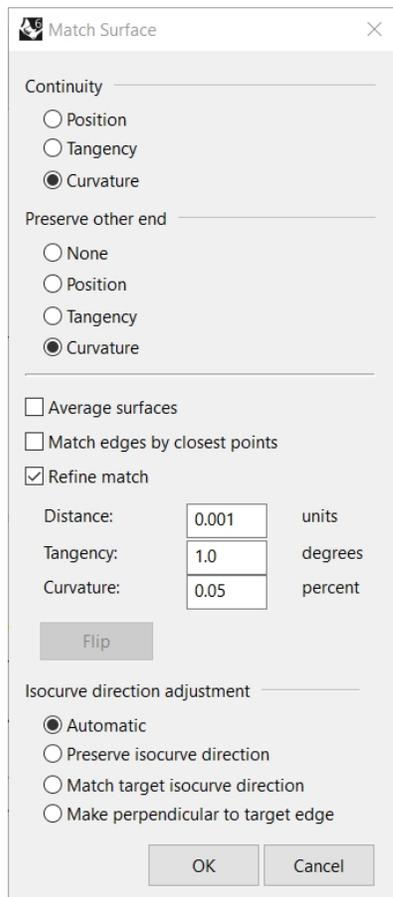 6 Match Surface
Continuity
Position
Tangency
Curvature
Preserve other end
None
Position
Tangency
Curvature
Average surfaces
Match edges by closest points
Refine match
Distance: 0.001 units
Tangency: 1.0 degrees
Curvature: 0.05 percent
Flip
Isocurve direction adjustment
Automatic
Preserve isocurve direction
Match target isocurve direction
Make perpendicular to target edge
OK Cancel